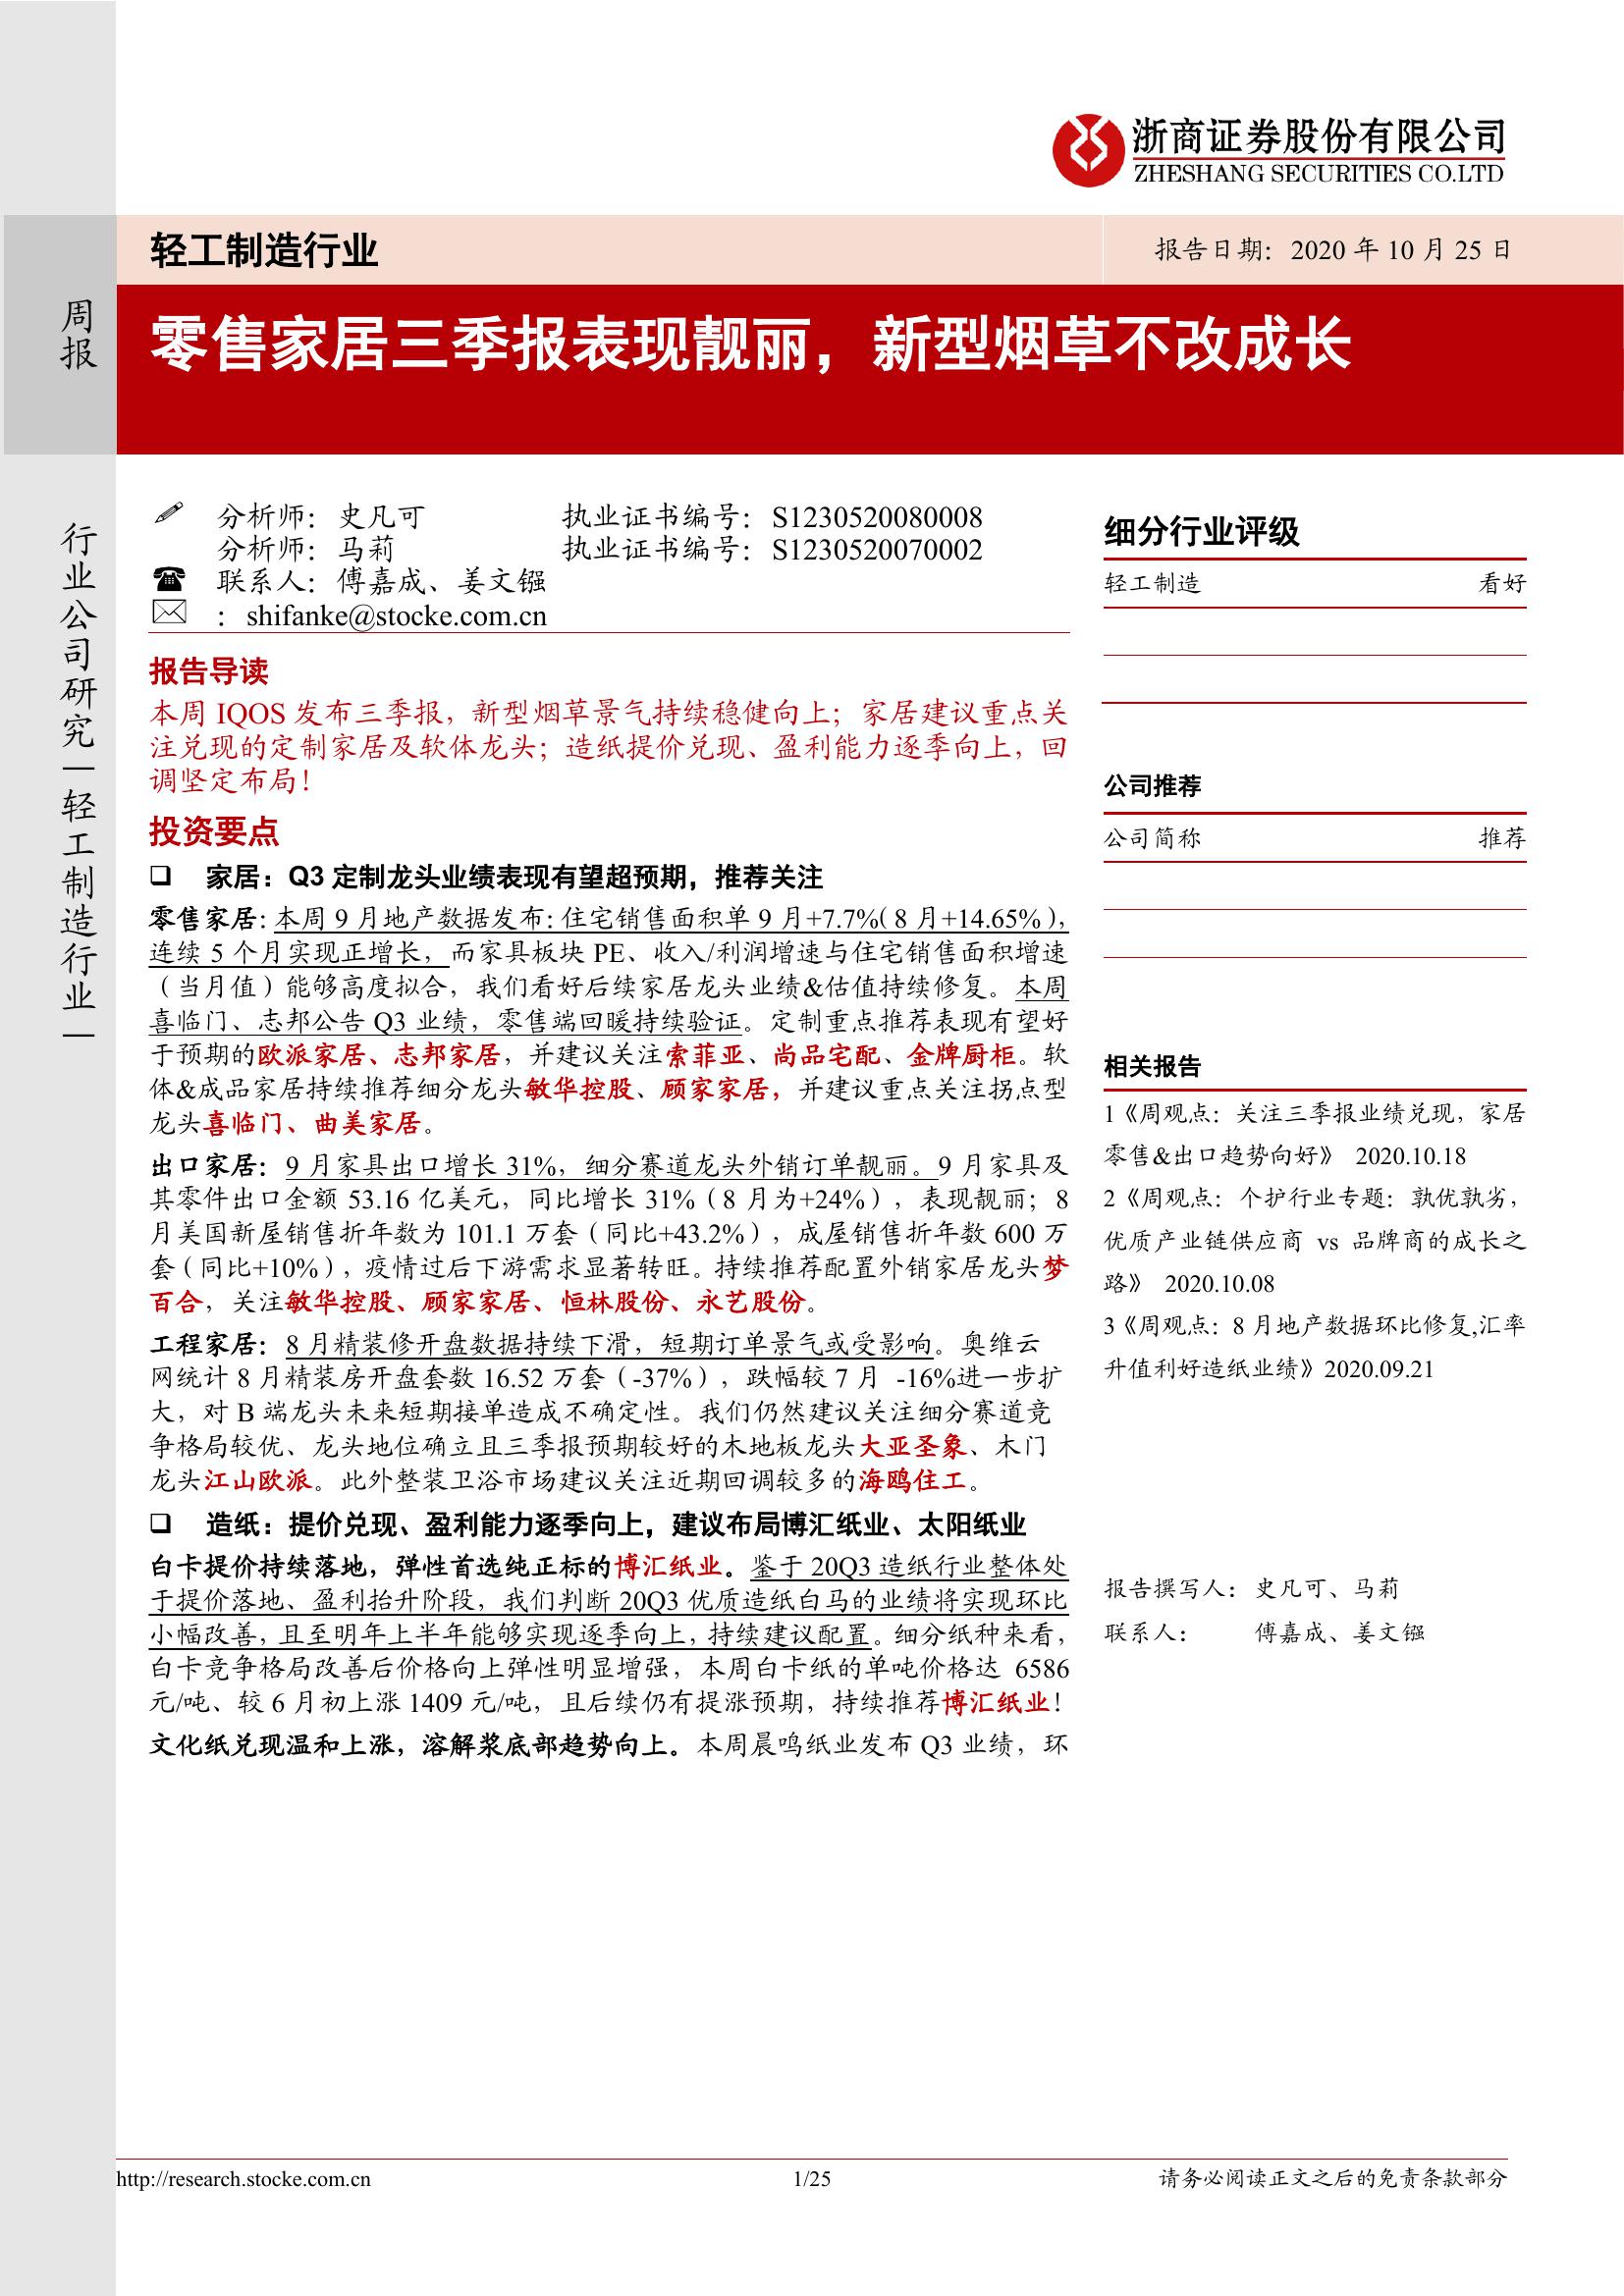 浙商证券股份有限公司
ZHESHANG SECURITIES CO.LTD
轻工制造行业
报告日期：2020 年 10 月 25 日
周报
零售家居三季报表现靓丽，新型烟草不改成长
行业公司研究—轻工制造行业—
分析师：史凡可 执业证书编号：S1230520080008
分析师：马莉 执业证书编号：S1230520070002
联系人：傅嘉成、姜文镪
：shifanke@stocke.com.cn
报告导读
本周 IQOS 发布三季报，新型烟草景气持续稳健向上；家居建议重点关
注兑现的定制家居及软体龙头；造纸提价兑现、盈利能力逐季向上，回
调坚定布局！
投资要点
❑ 家居：Q3 定制龙头业绩表现有望超预期，推荐关注
零售家居：本周 9 月地产数据发布：住宅销售面积单 9 月+7.7%（8 月+14.65%），
连续 5 个月实现正增长，而家具板块 PE、收入/利润增速与住宅销售面积增速
（当月值）能够高度拟合，我们看好后续家居龙头业绩&估值持续修复。本周
喜临门、志邦公告 Q3 业绩，零售端回暖持续验证。定制重点推荐表现有望好
于预期的欧派家居、志邦家居，并建议关注索菲亚、尚品宅配、金牌厨柜。软
体&成品家居持续推荐细分龙头敏华控股、顾家家居，并建议重点关注拐点型
龙头喜临门、曲美家居。
出口家居：9 月家具出口增长 31%，细分赛道龙头外销订单靓丽。9 月家具及
其零件出口金额 53.16 亿美元，同比增长 31%（8 月为+24%），表现靓丽；8
月美国新屋销售折年数为 101.1 万套（同比+43.2%），成屋销售折年数 600 万
套（同比+10%），疫情过后下游需求显著转旺。持续推荐配置外销家居龙头梦
百合，关注敏华控股、顾家家居、恒林股份、永艺股份。
工程家居：8 月精装修开盘数据持续下滑，短期订单景气或受影响。奥维云
网统计 8 月精装房开盘套数 16.52 万套（-37%），跌幅较 7 月 -16%进一步扩
大，对 B 端龙头未来短期接单造成不确定性。我们仍然建议关注细分赛道竞
争格局较优、龙头地位确立且三季报预期较好的木地板龙头大亚圣象、木门
龙头江山欧派。此外整装卫浴市场建议关注近期回调较多的海鸥住工。
❑ 造纸：提价兑现、盈利能力逐季向上，建议布局博汇纸业、太阳纸业
白卡提价持续落地，弹性首选纯正标的博汇纸业。鉴于 20Q3 造纸行业整体处
于提价落地、盈利抬升阶段，我们判断 20Q3 优质造纸白马的业绩将实现环比
小幅改善，且至明年上半年能够实现逐季向上，持续建议配置。细分纸种来看，
白卡竞争格局改善后价格向上弹性明显增强，本周白卡纸的单吨价格达 6586
元/吨、较 6 月初上涨 1409 元/吨，且后续仍有提涨预期，持续推荐博汇纸业！
文化纸兑现温和上涨，溶解浆底部趋势向上。本周晨鸣纸业发布 Q3 业绩，环
细分行业评级
轻工制造 看好
公司推荐
公司简称 推荐
相关报告
1《周观点：关注三季报业绩兑现，家居
零售&出口趋势向好》 2020.10.18
2《周观点：个护行业专题：孰优孰劣，
优质产业链供应商 vs 品牌商的成长之
路》 2020.10.08
3《周观点：8 月地产数据环比修复,汇率
升值利好造纸业绩》2020.09.21
报告撰写人：史凡可、马莉
联系人： 傅嘉成、姜文镪
http://research.stocke.com.cn
1/25
请务必阅读正文之后的免责条款部分